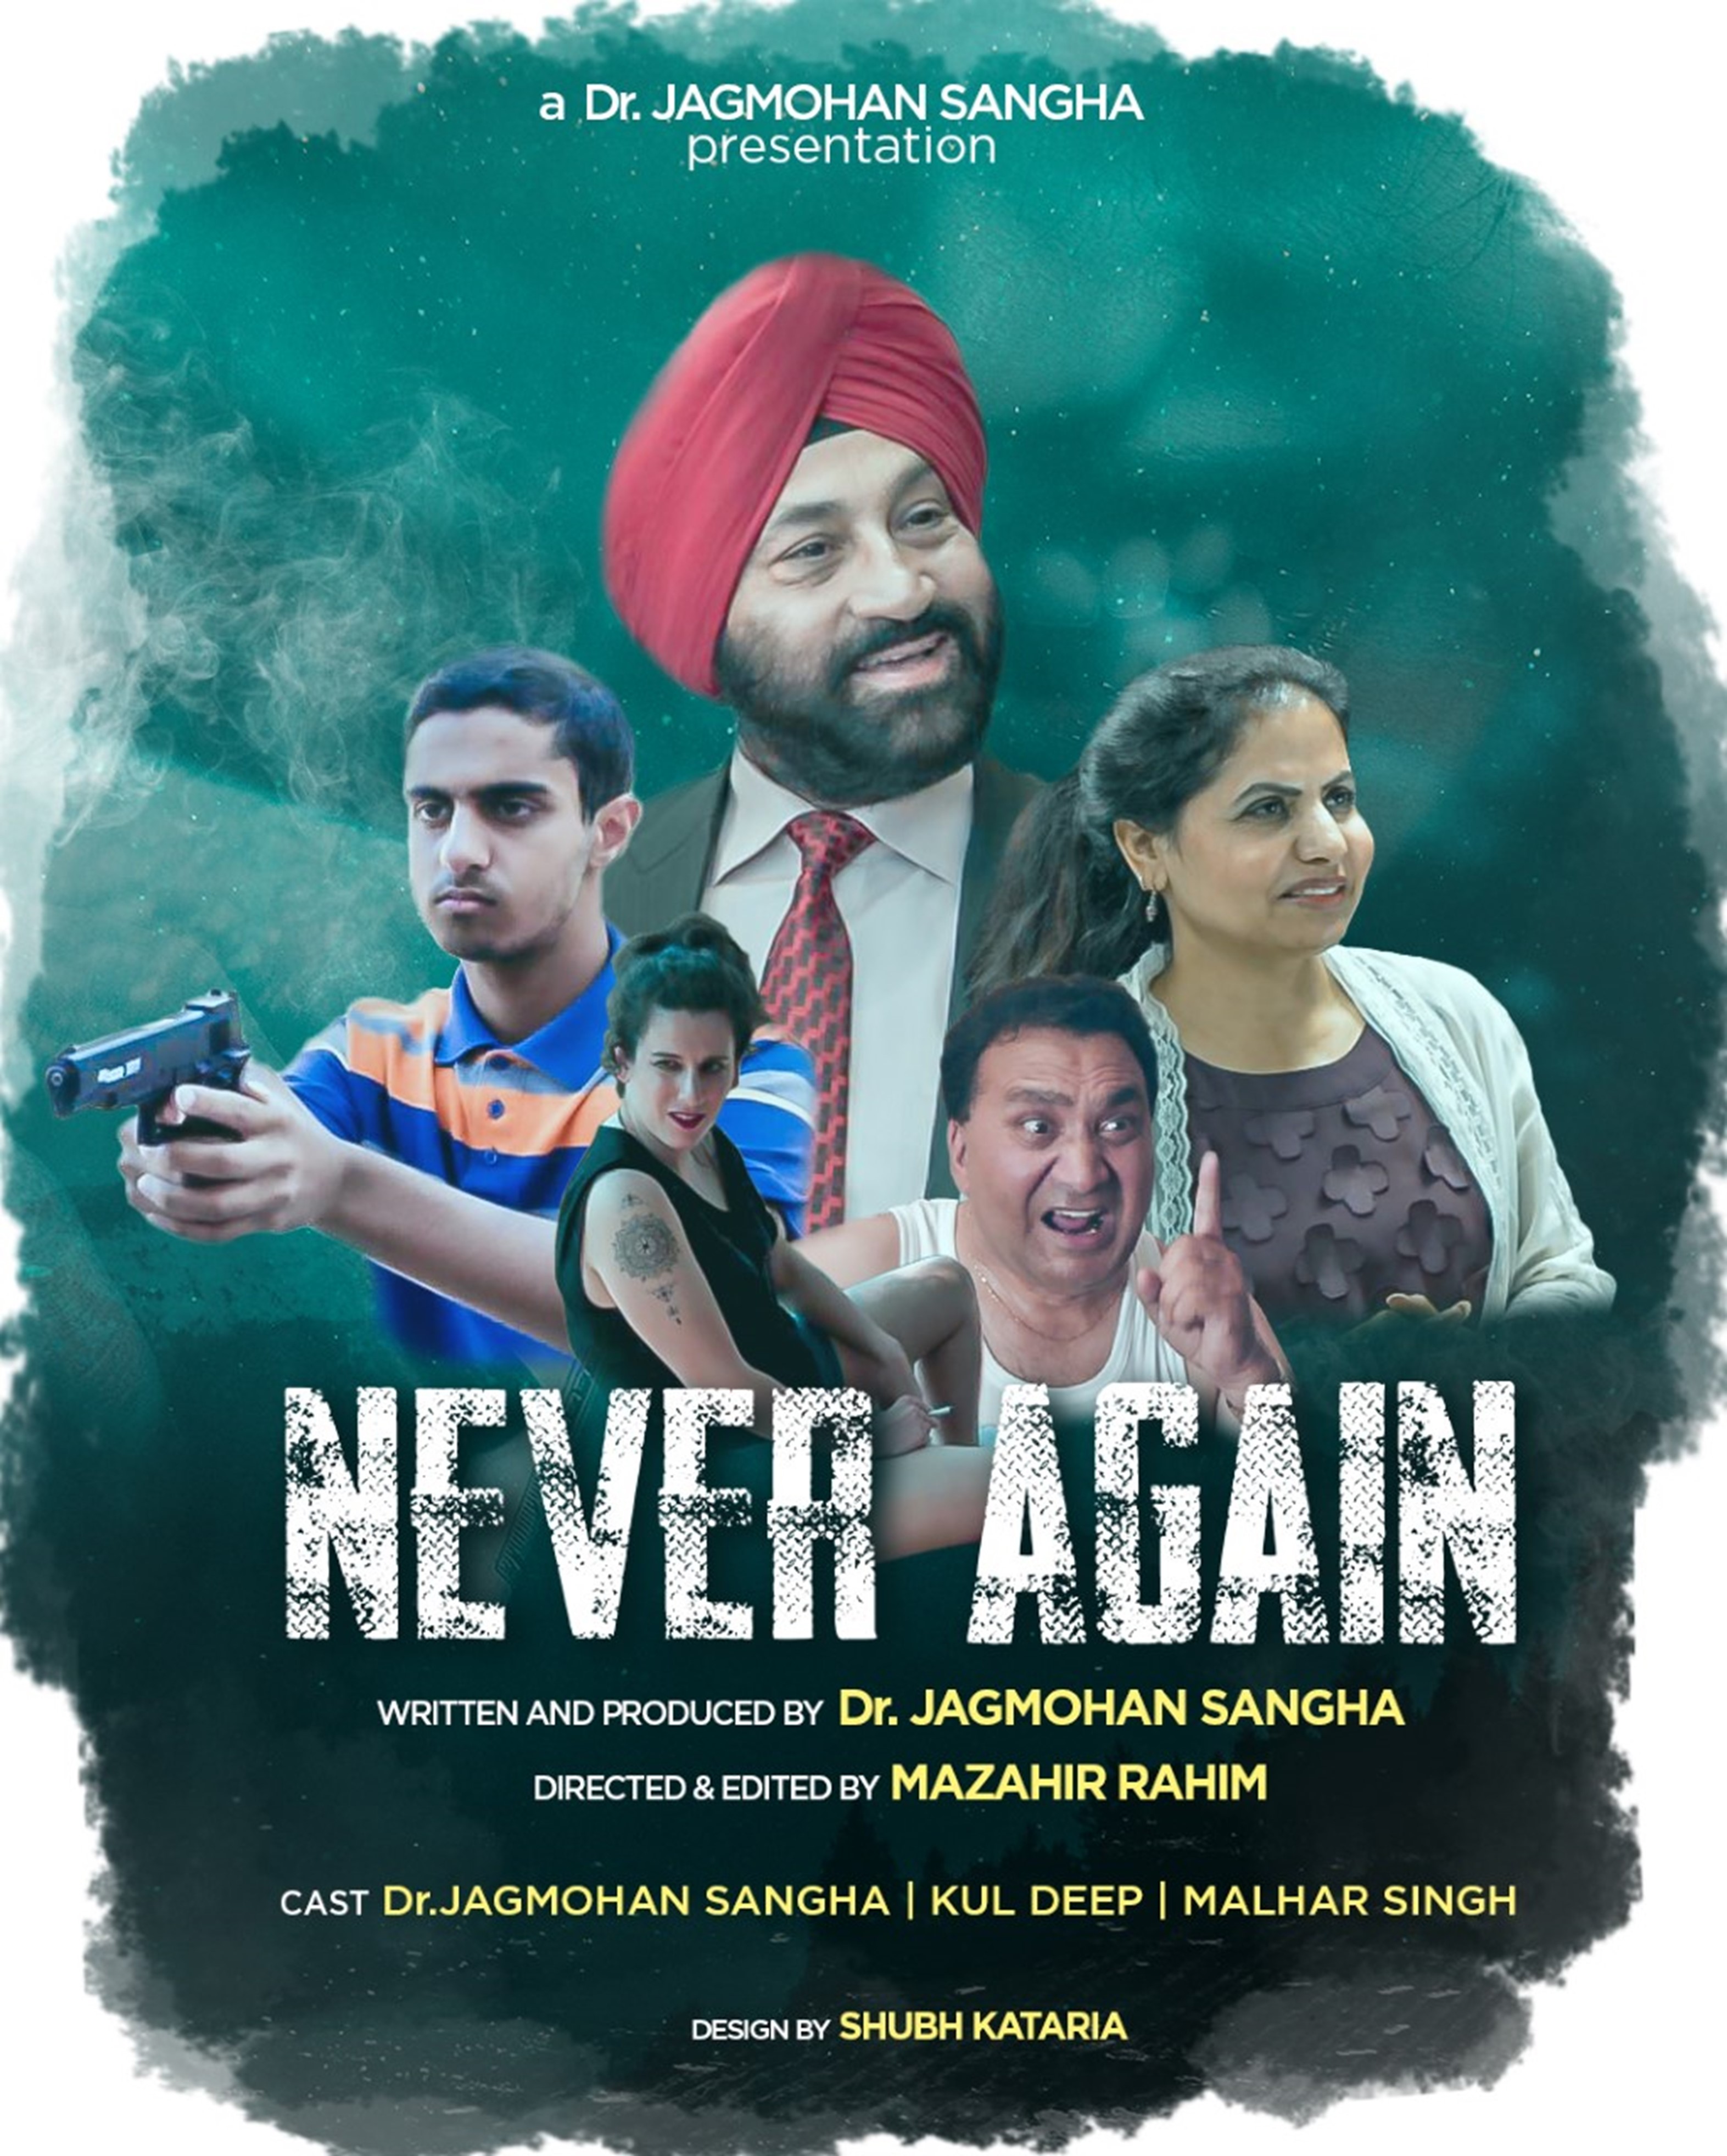 a Dr. JAGMOHAN SANGHA
presentation
NEVER AGAIN
WRITTEN AND PRODUCED BY Dr. JAGMOHAN SANGHA
DIRECTED & EDITED BY MAZAHIR RAHIM
CAST Dr.JAGMOHAN SANGHA | KUL DEEP | MALHAR SINGH
DESIGN BY SHUBH KATARIA